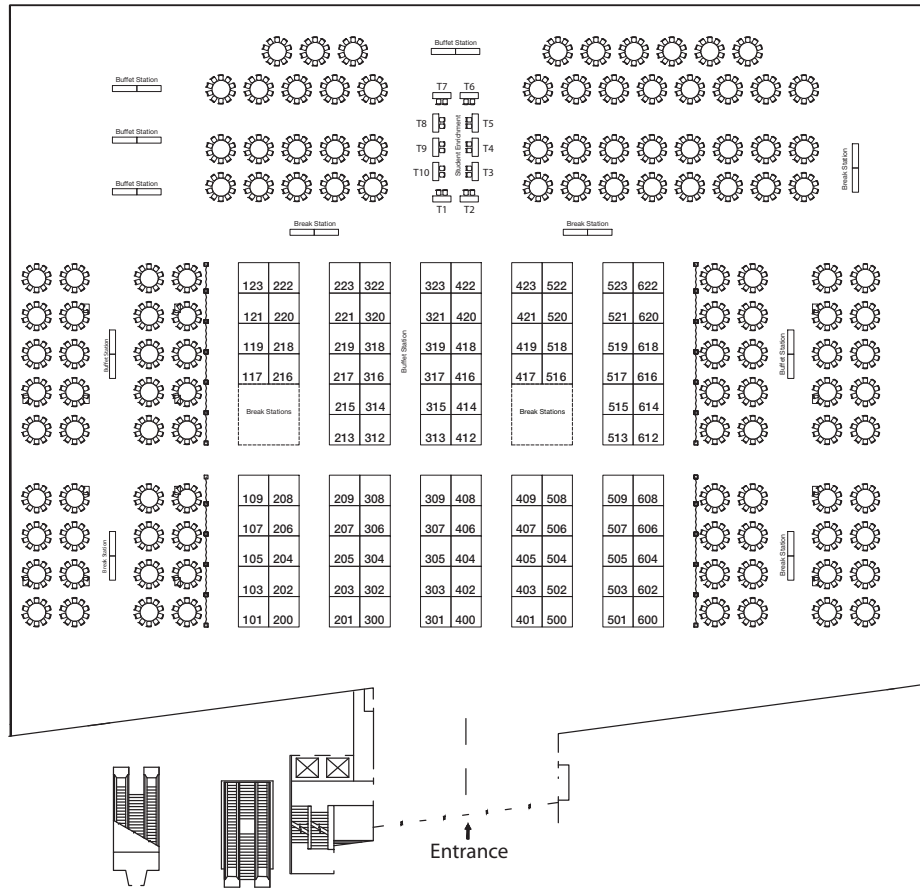 Buffet Station
Buffet Station
T7 T6
T8 T5
Student Enrichment
Buffet Station
T9 T4
T10 T3
Break Station
Buffet Station
T1 T2
Break Station
Break Station
123 222 223 322 323 422 423 522 523 622
121 220 221 320 321 420 421 520 521 620
119 218 219 318 319 418 419 518 519 618
Buffet Station
Buffet Station
Buffet Station
117 216 217 316 317 416 417 516 517 616
Break Stations
215 314 315 414
Break Stations
515 614
213 312 313 412 513 612
109 208 209 308 309 408 409 508 509 608
107 206 207 306 307 406 407 506 507 606
Break Station
105 204 205 304 305 404 405 504 505 604
Break Station
103 202 203 302 303 402 403 502 503 602
101 200 201 300 301 400 401 500 501 600
Entrance